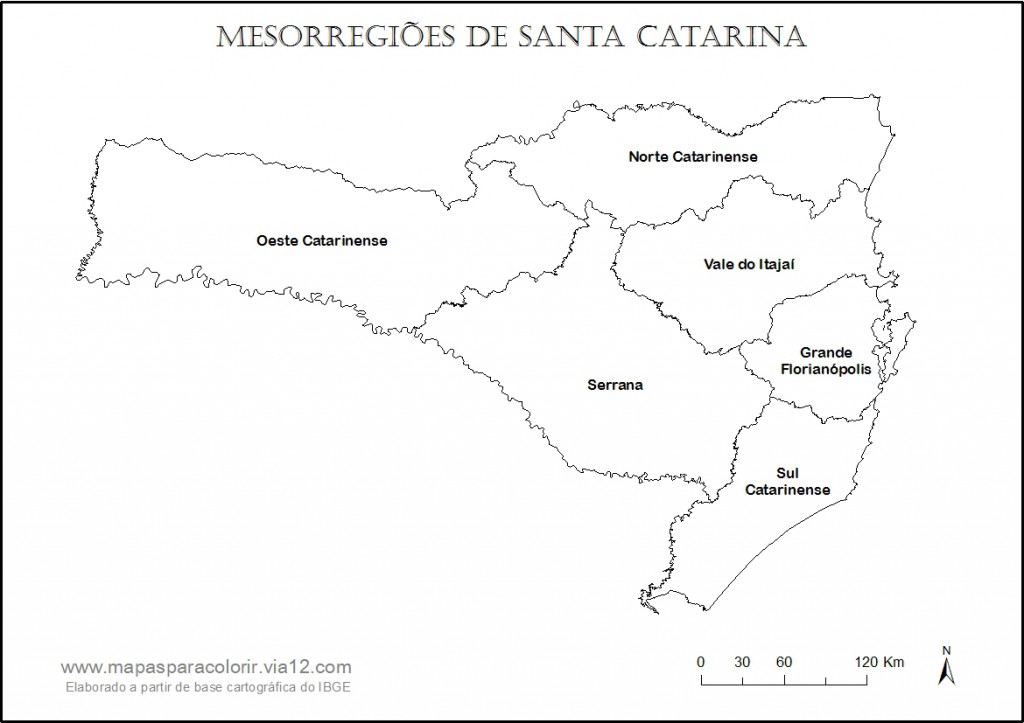 MESORREGIÕES DE SANTA CATARINA
Norte Catarinense
Oeste Catarinense
Vale do Itajaí
Grande
Florianópolis
Serrana
Sul
Catarinense
www.mapasparacolorir.via12.com
Elaborado a partir de base cartográfica do IBGE
0 30 60 120 Km
N